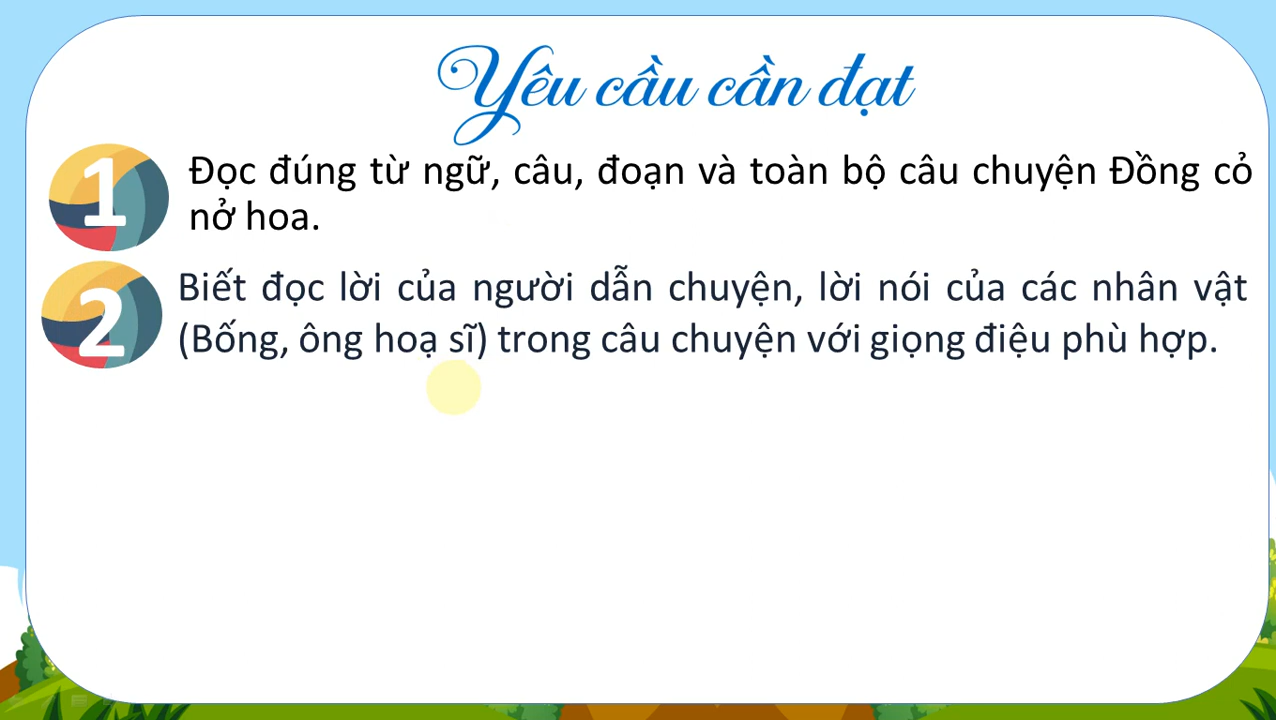 Yêu cầu cần đạt
1
Đọc đúng từ ngữ, câu, đoạn và toàn bộ câu chuyện Đồng cỏ
nở hoa.
2
Biết đọc lời của người dẫn chuyện, lời nói của các nhân vật
(Bống, ông hoạ sĩ) trong câu chuyện với giọng điệu phù hợp.